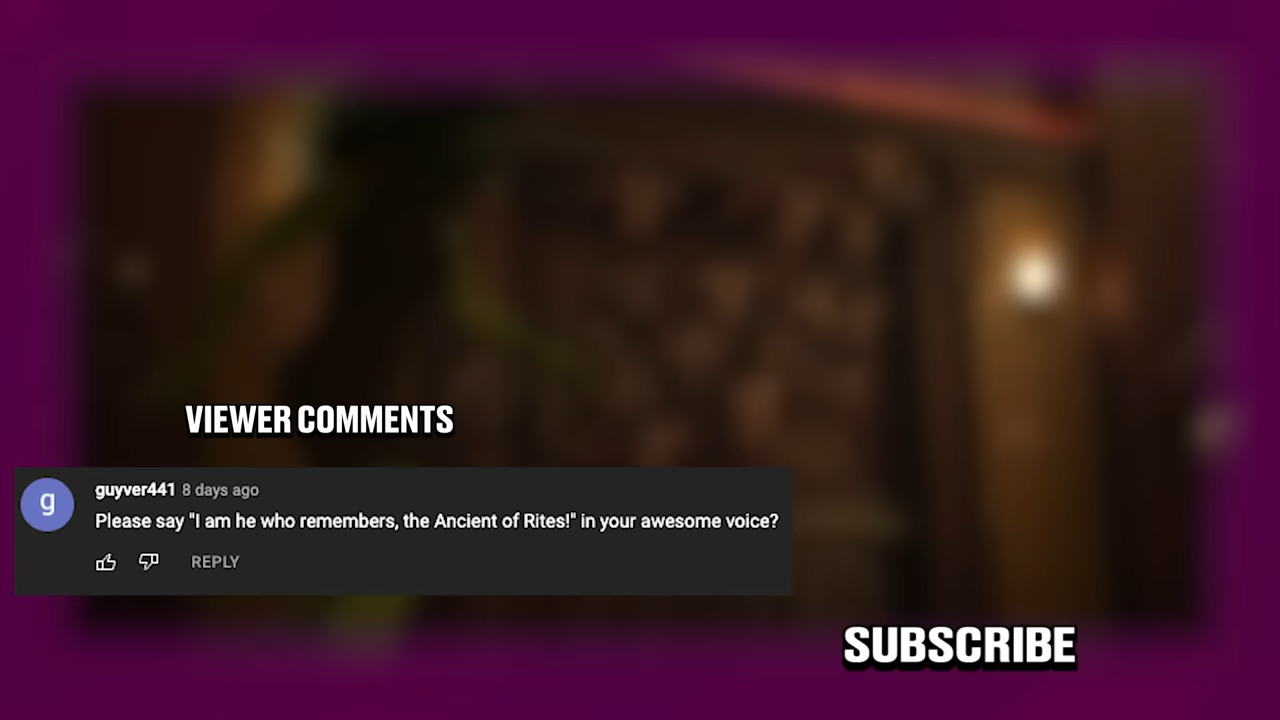 VIEWER COMMENTS
g
guyver441 8 days ago
Please say "I am he who remembers, the Ancient of Rites!" in your awesome voice?
REPLY
SUBSCRIBE